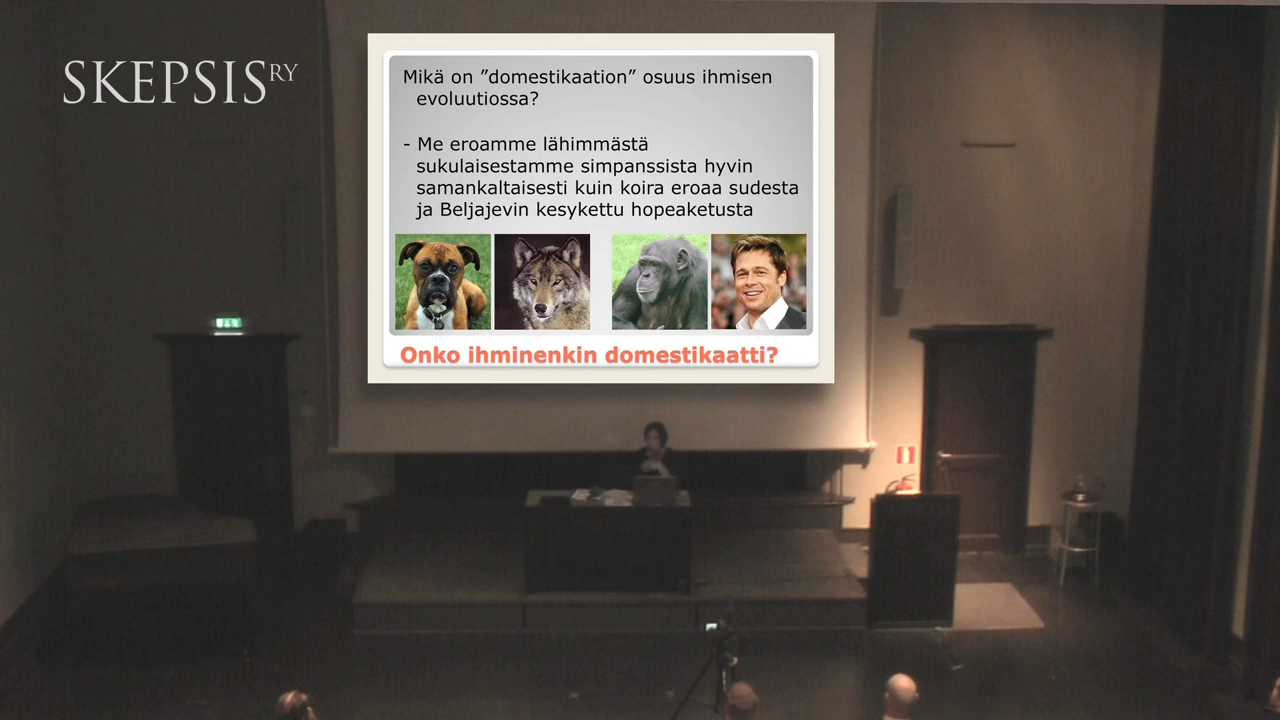 SKEPSIS RY
Mikä on ”domestikaation” osuus ihmisen
evoluutiossa?
- Me eroamme lähimmästä
sukulaisestamme simpanssista hyvin
samankaltaisesti kuin koira eroaa sudesta
ja Beljajevin kesykettu hopeaketusta
Onko ihminenkin domestikaatti?